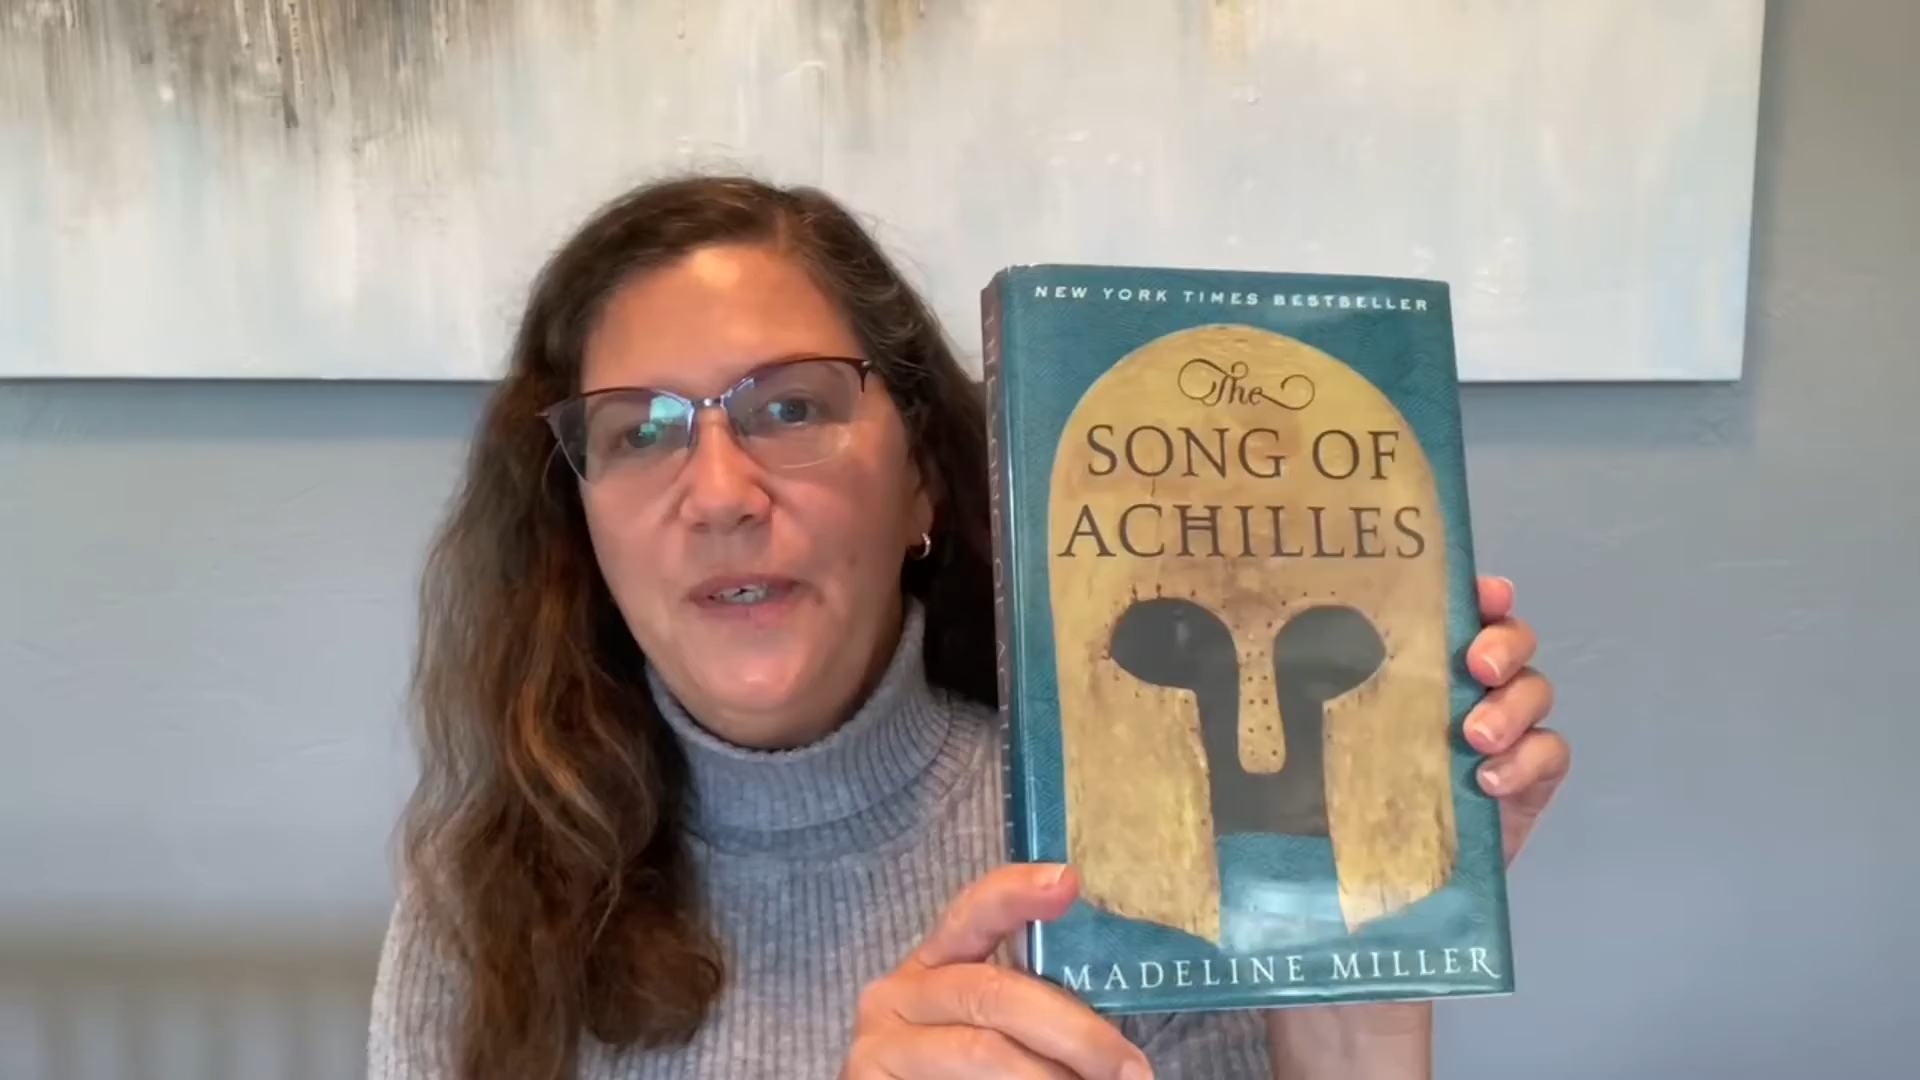 NEW YORK TIMES BESTSELLER
The
SONG OF
ACHILLES
MADELINE MILLER